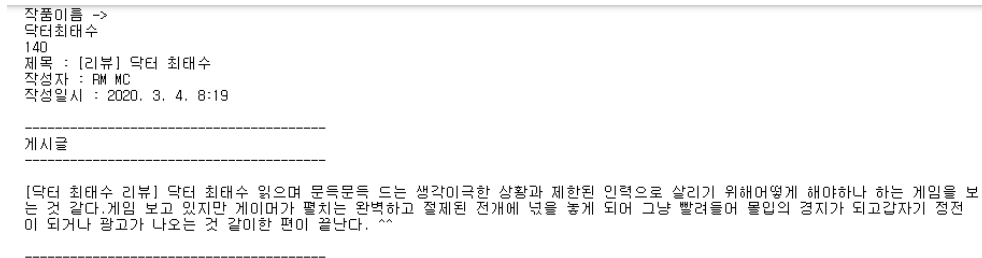 작품이름 ->
닥터최태수
140
제목 : [리뷰] 닥터 최태수
작성자 : RM MC
작성일시 : 2020. 3. 4. 8:19
----------------------------------------
게시글
----------------------------------------
[닥터 최태수 리뷰] 닥터 최태수 읽으며 문득문득 드는 생각이극한 상황과 제한된 인력으로 살리기 위해어떻게 해야하나 하는 게임을 보
는 것 같다.게임 보고 있지만 게이머가 펼치는 완벽하고 절제된 전개에 넋을 놓게 되어 그냥 빨려들어 몰입의 경지가 되고갑자기 정전
이 되거나 광고가 나오는 것 같이한 편이 끝난다. ^^
----------------------------------------